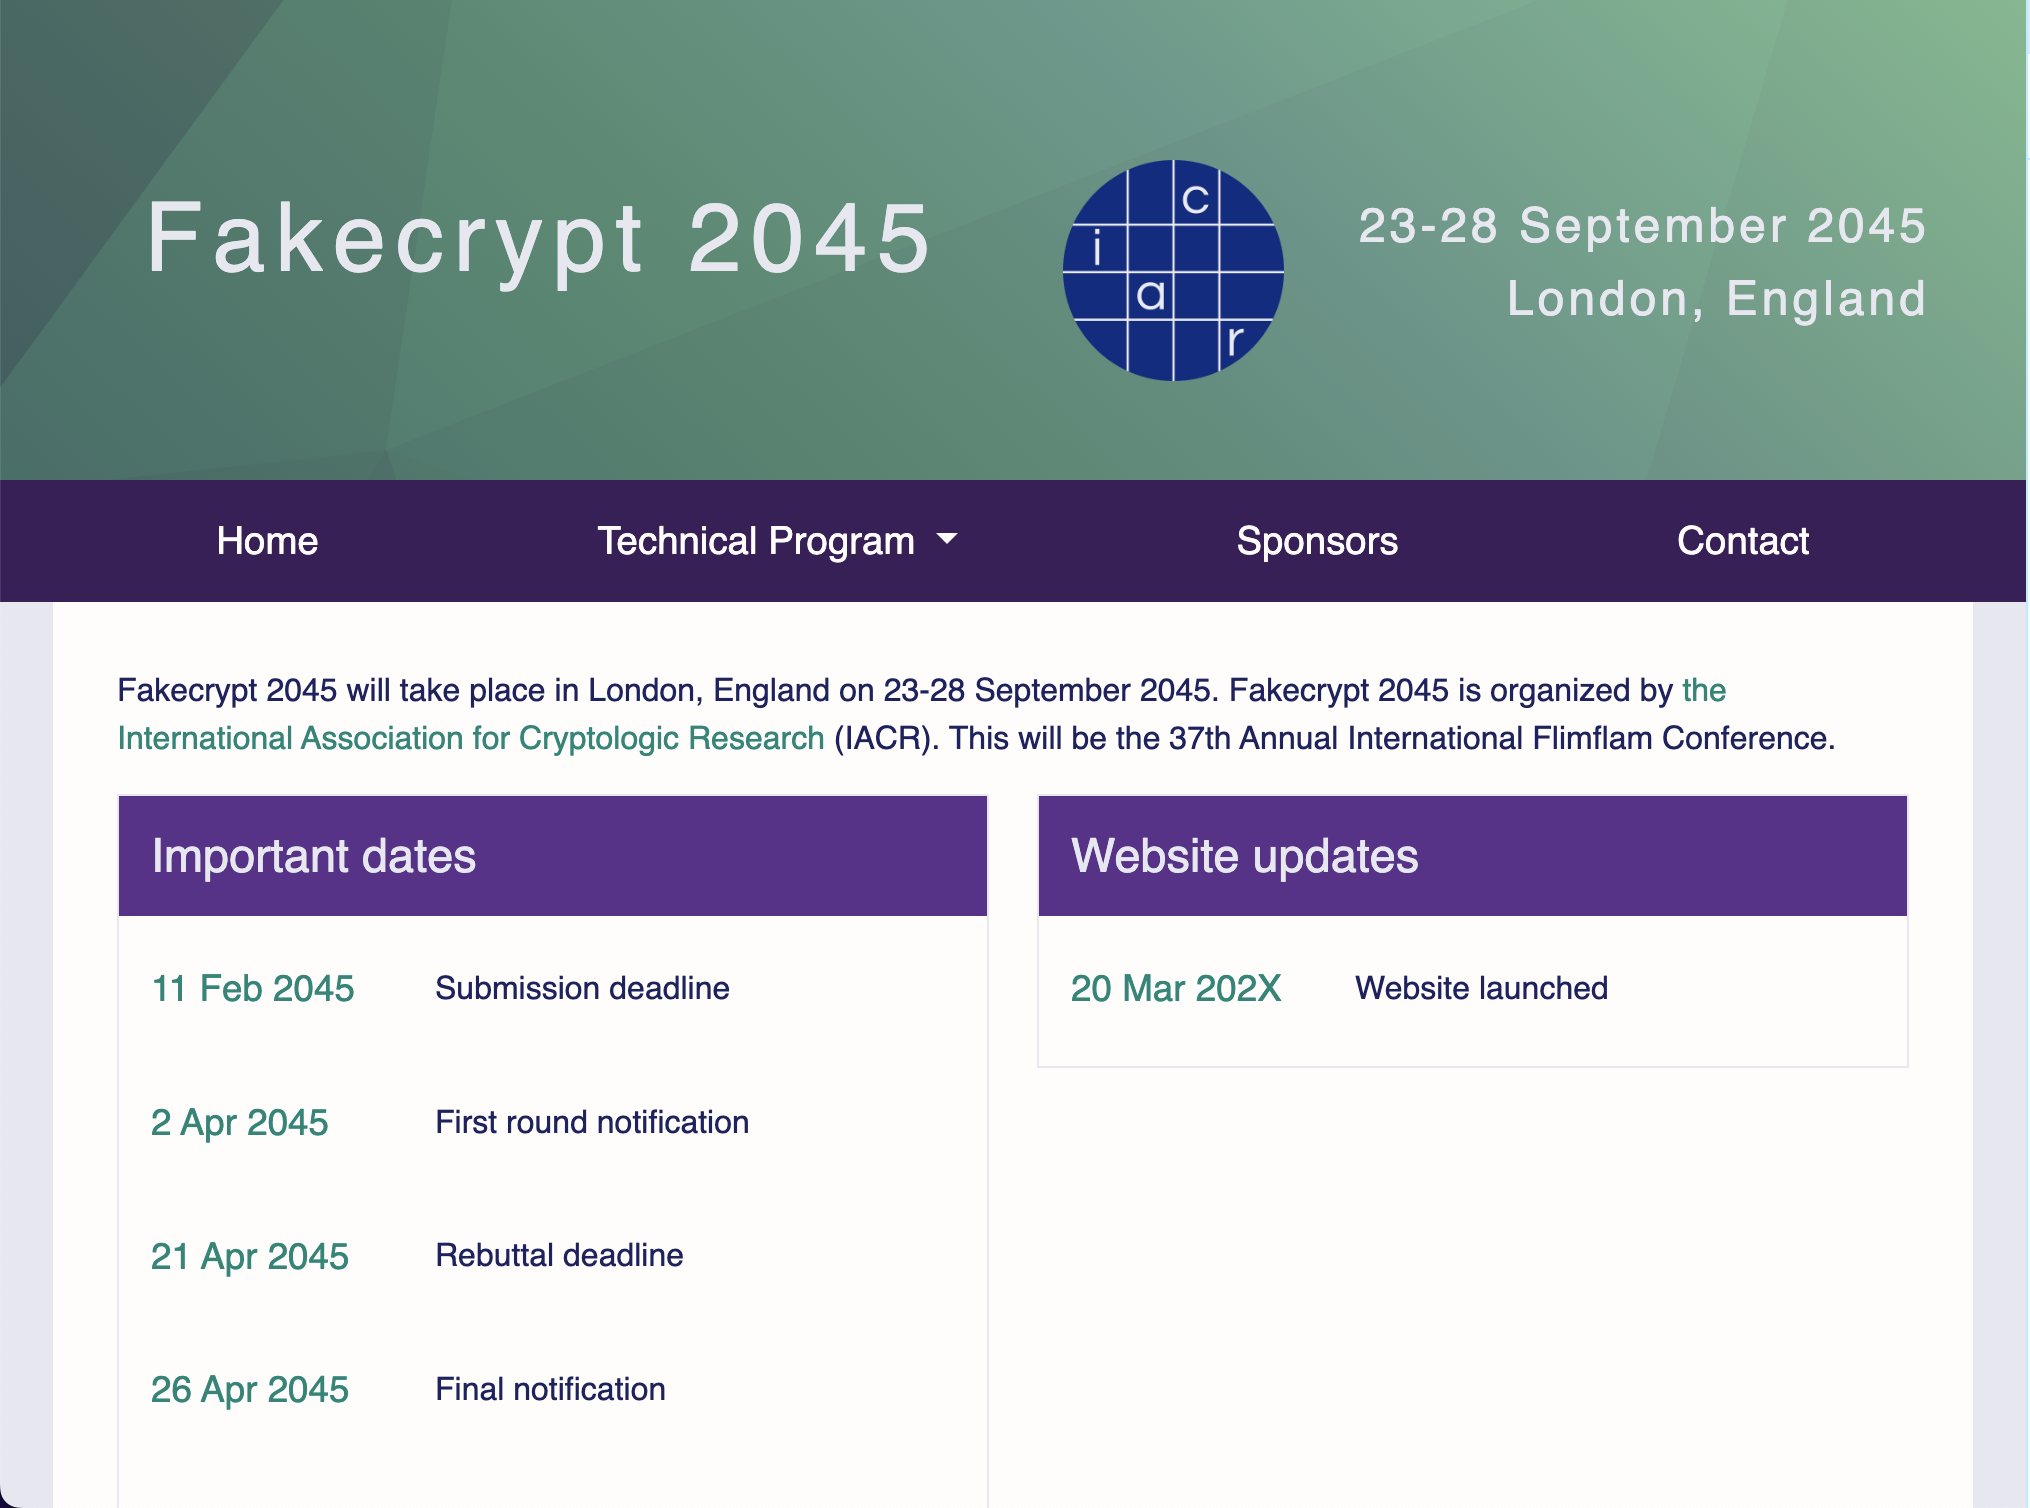 Fakecrypt 2045
c
i
a
r
23-28 September 2045
London, England
Home
Technical Program
Sponsors
Contact
Fakecrypt 2045 will take place in London, England on 23-28 September 2045. Fakecrypt 2045 is organized by the
International Association for Cryptologic Research (IACR). This will be the 37th Annual International Flimflam Conference.
Important dates
11 Feb 2045 Submission deadline
2 Apr 2045 First round notification
21 Apr 2045 Rebuttal deadline
26 Apr 2045 Final notification
Website updates
20 Mar 202X Website launched